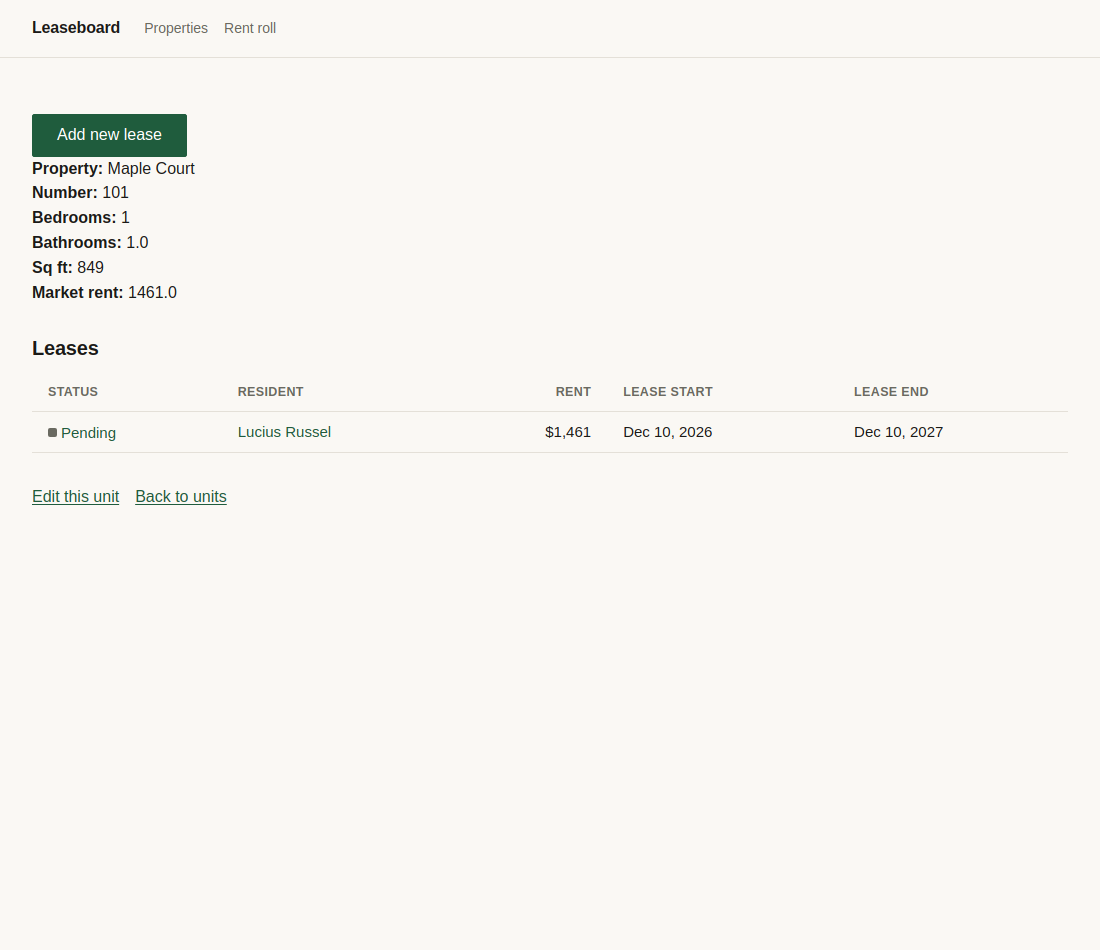 Leaseboard Properties Rent roll
Add new lease
Property: Maple Court
Number: 101
Bedrooms: 1
Bathrooms: 1.0
Sq ft: 849
Market rent: 1461.0
Leases
STATUS RESIDENT RENT LEASE START LEASE END
Pending Lucius Russel $1,461 Dec 10, 2026 Dec 10, 2027
Edit this unit Back to units